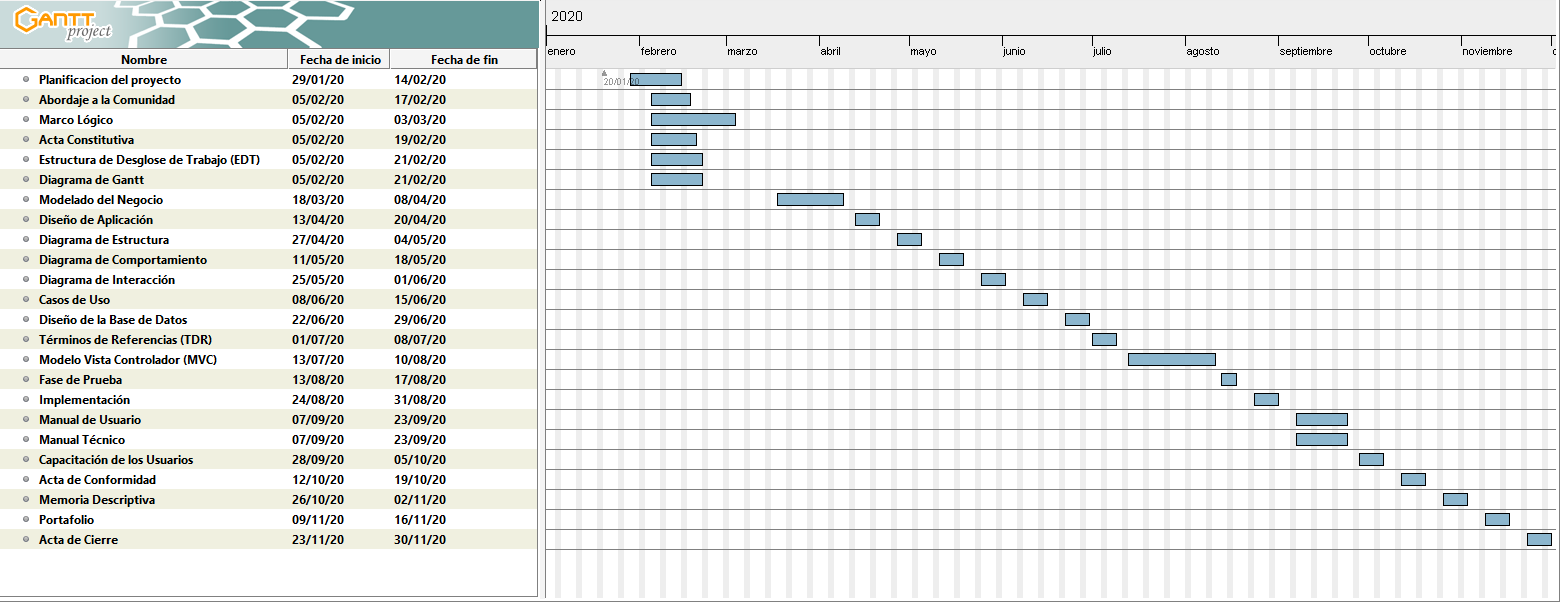 GANTT
project
2020
enero febrero marzo abril mayo junio julio agosto septiembre octubre noviembre
Nombre Fecha de inicio Fecha de fin
20/01/20
Planificacion del proyecto 29/01/20 14/02/20
Abordaje a la Comunidad 05/02/20 17/02/20
Marco Lógico 05/02/20 03/03/20
Acta Constitutiva 05/02/20 19/02/20
Estructura de Desglose de Trabajo (EDT) 05/02/20 21/02/20
Diagrama de Gantt 05/02/20 21/02/20
Modelado del Negocio 18/03/20 08/04/20
Diseño de Aplicación 13/04/20 20/04/20
Diagrama de Estructura 27/04/20 04/05/20
Diagrama de Comportamiento 11/05/20 18/05/20
Diagrama de Interacción 25/05/20 01/06/20
Casos de Uso 08/06/20 15/06/20
Diseño de la Base de Datos 22/06/20 29/06/20
Términos de Referencias (TDR) 01/07/20 08/07/20
Modelo Vista Controlador (MVC) 13/07/20 10/08/20
Fase de Prueba 13/08/20 17/08/20
Implementación 24/08/20 31/08/20
Manual de Usuario 07/09/20 23/09/20
Manual Técnico 07/09/20 23/09/20
Capacitación de los Usuarios 28/09/20 05/10/20
Acta de Conformidad 12/10/20 19/10/20
Memoria Descriptiva 26/10/20 02/11/20
Portafolio 09/11/20 16/11/20
Acta de Cierre 23/11/20 30/11/20